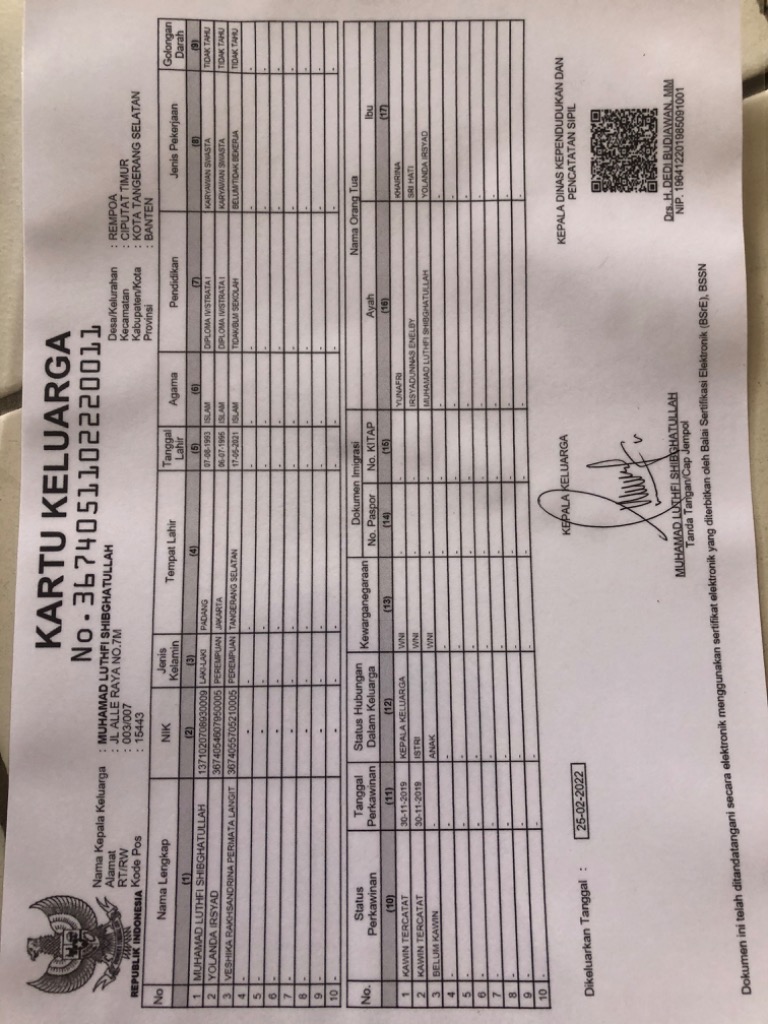 KARTU KELUARGA
No. 3674051102220011
Nama Kepala Keluarga : MUHAMAD LUTHFI SHIBGHATULLAH
Alamat : JL ALLE RAYA NO.7M
RT/RW : 003/007
Kode Pos : 15443
Desa/Kelurahan : REMPOA
Kecamatan : CIPUTAT TIMUR
Kabupaten/Kota : KOTA TANGERANG SELATAN
Provinsi : BANTEN
REPUBLIK INDONESIA
No Nama Lengkap NIK Jenis Kelamin Tempat Lahir Tanggal Lahir Agama Pendidikan Jenis Pekerjaan Golongan Darah
(1) (2) (3) (4) (5) (6) (7) (8) (9)
1 MUHAMAD LUTHFI SHIBGHATULLAH 1371020708930009 LAKI-LAKI PADANG 07-08-1993 ISLAM DIPLOMA IV/STRATA I KARYAWAN SWASTA TIDAK TAHU
2 YOLANDA IRSYAD 3674054607950005 PEREMPUAN JAKARTA 06-07-1995 ISLAM DIPLOMA IV/STRATA I KARYAWAN SWASTA TIDAK TAHU
3 VESHIKA RAKHSANDRINA PERMATA LANGIT 3674055705210005 PEREMPUAN TANGERANG SELATAN 17-05-2021 ISLAM TIDAK/BLM SEKOLAH BELUM/TIDAK BEKERJA TIDAK TAHU
4 - - - - - - - - -
5 - - - - - - - - -
6 - - - - - - - - -
7 - - - - - - - - -
8 - - - - - - - - -
9 - - - - - - - - -
10 - - - - - - - - -
No. Status Perkawinan Tanggal Perkawinan Status Hubungan Dalam Keluarga Kewarganegaraan Dokumen Imigrasi Nama Orang Tua
No. Paspor No. KITAP Ayah Ibu
(10) (11) (12) (13) (14) (15) (16) (17)
1 KAWIN TERCATAT 30-11-2019 KEPALA KELUARGA WNI - - YUNAFRI KHAIRINA
2 KAWIN TERCATAT 30-11-2019 ISTRI WNI - - IRSYADUNNAS ENELBY SRI HATI
3 BELUM KAWIN - ANAK WNI - - MUHAMAD LUTHFI SHIBGHATULLAH YOLANDA IRSYAD
4 - - - - - - - -
5 - - - - - - - -
6 - - - - - - - -
7 - - - - - - - -
8 - - - - - - - -
9 - - - - - - - -
10 - - - - - - - -
Dikeluarkan Tanggal : 25-02-2022
KEPALA KELUARGA
MUHAMAD LUTHFI SHIBGHATULLAH
Tanda Tangan/Cap Jempol
KEPALA DINAS KEPENDUDUKAN DAN
PENCATATAN SIPIL
Drs. H. DEDI BUDIAWAN, MM
NIP. 196412201985091001
Dokumen ini telah ditandatangani secara elektronik menggunakan sertifikat elektronik yang diterbitkan oleh Balai Sertifikasi Elektronik (BSrE), BSSN